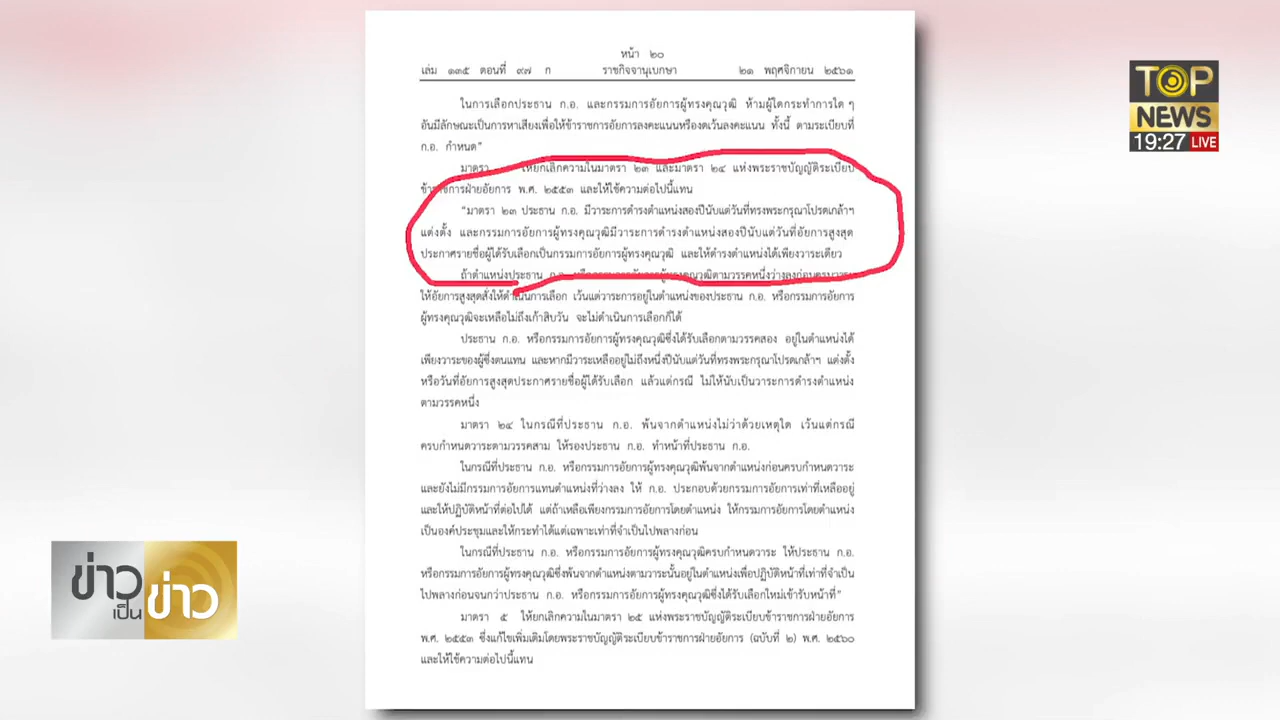 หน้า ๒๐
เล่ม ๑๓๕ ตอนที่ ๙๗ ก ราชกิจจานุเบกษา ๒๑ พฤศจิกายน ๒๕๖๑
ในการเลือกประธาน ก.อ. และกรรมการอัยการผู้ทรงคุณวุฒิ ห้ามผู้ใดกระทำการใด ๆ
อันมีลักษณะเป็นการหาเสียงเพื่อให้ข้าราชการอัยการลงคะแนนหรืองดเว้นลงคะแนน ทั้งนี้ ตามระเบียบที่
ก.อ. กำหนด”
มาตรา ให้ยกเลิกความในมาตรา ๒๓ และมาตรา ๒๔ แห่งพระราชบัญญัติระเบียบ
ข้าราชการฝ่ายอัยการ พ.ศ. ๒๕๕๓ และให้ใช้ความต่อไปนี้แทน
“มาตรา ๒๓ ประธาน ก.อ. มีวาระการดำรงตำแหน่งสองปีนับแต่วันที่ทรงพระกรุณาโปรดเกล้าฯ
แต่งตั้ง และกรรมการอัยการผู้ทรงคุณวุฒิมีวาระการดำรงตำแหน่งสองปีนับแต่วันที่อัยการสูงสุด
ประกาศรายชื่อผู้ได้รับเลือกเป็นกรรมการอัยการผู้ทรงคุณวุฒิ และให้ดำรงตำแหน่งได้เพียงวาระเดียว
ถ้าตำแหน่งประธาน ก.อ. หรือกรรมการอัยการผู้ทรงคุณวุฒิตามวรรคหนึ่งว่างลงก่อนครบวาระ
ให้อัยการสูงสุดสั่งให้ดำเนินการเลือก เว้นแต่วาระการอยู่ในตำแหน่งของประธาน ก.อ. หรือกรรมการอัยการ
ผู้ทรงคุณวุฒิจะเหลือไม่ถึงเก้าสิบวัน จะไม่ดำเนินการเลือกก็ได้
ประธาน ก.อ. หรือกรรมการอัยการผู้ทรงคุณวุฒิซึ่งได้รับเลือกตามวรรคสอง อยู่ในตำแหน่งได้
เพียงวาระของผู้ซึ่งตนแทน และหากมีวาระเหลืออยู่ไม่ถึงหนึ่งปีนับแต่วันที่ทรงพระกรุณาโปรดเกล้าฯ แต่งตั้ง
หรือวันที่อัยการสูงสุดประกาศรายชื่อผู้ได้รับเลือก แล้วแต่กรณี ไม่ให้นับเป็นวาระการดำรงตำแหน่ง
ตามวรรคหนึ่ง
มาตรา ๒๔ ในกรณีที่ประธาน ก.อ. พ้นจากตำแหน่งไม่ว่าด้วยเหตุใด เว้นแต่กรณี
ครบกำหนดวาระตามวรรคสาม ให้รองประธาน ก.อ. ทำหน้าที่ประธาน ก.อ.
ในกรณีที่ประธาน ก.อ. หรือกรรมการอัยการผู้ทรงคุณวุฒิพ้นจากตำแหน่งก่อนครบกำหนดวาระ
และยังไม่มีกรรมการอัยการแทนตำแหน่งที่ว่างลง ให้ ก.อ. ประกอบด้วยกรรมการอัยการเท่าที่เหลืออยู่
และให้ปฏิบัติหน้าที่ต่อไปได้ แต่ถ้าเหลือเพียงกรรมการอัยการโดยตำแหน่ง ให้กรรมการอัยการโดยตำแหน่ง
เป็นองค์ประชุมและให้กระทำได้แต่เฉพาะเท่าที่จำเป็นไปพลางก่อน
ในกรณีที่ประธาน ก.อ. หรือกรรมการอัยการผู้ทรงคุณวุฒิครบกำหนดวาระ ให้ประธาน ก.อ.
หรือกรรมการอัยการผู้ทรงคุณวุฒิซึ่งพ้นจากตำแหน่งตามวาระนั้นอยู่ในตำแหน่งเพื่อปฏิบัติหน้าที่เท่าที่จำเป็น
ไปพลางก่อนจนกว่าประธาน ก.อ. หรือกรรมการอัยการผู้ทรงคุณวุฒิซึ่งได้รับเลือกใหม่เข้ารับหน้าที่”
มาตรา ๕ ให้ยกเลิกความในมาตรา ๒๕ แห่งพระราชบัญญัติระเบียบข้าราชการฝ่ายอัยการ
พ.ศ. ๒๕๕๓ ซึ่งแก้ไขเพิ่มเติมโดยพระราชบัญญัติระเบียบข้าราชการฝ่ายอัยการ (ฉบับที่ ๒) พ.ศ. ๒๕๖๐
และให้ใช้ความต่อไปนี้แทน
TOP
NEWS
19:27 LIVE
ข่าว
เป็น ข่าว